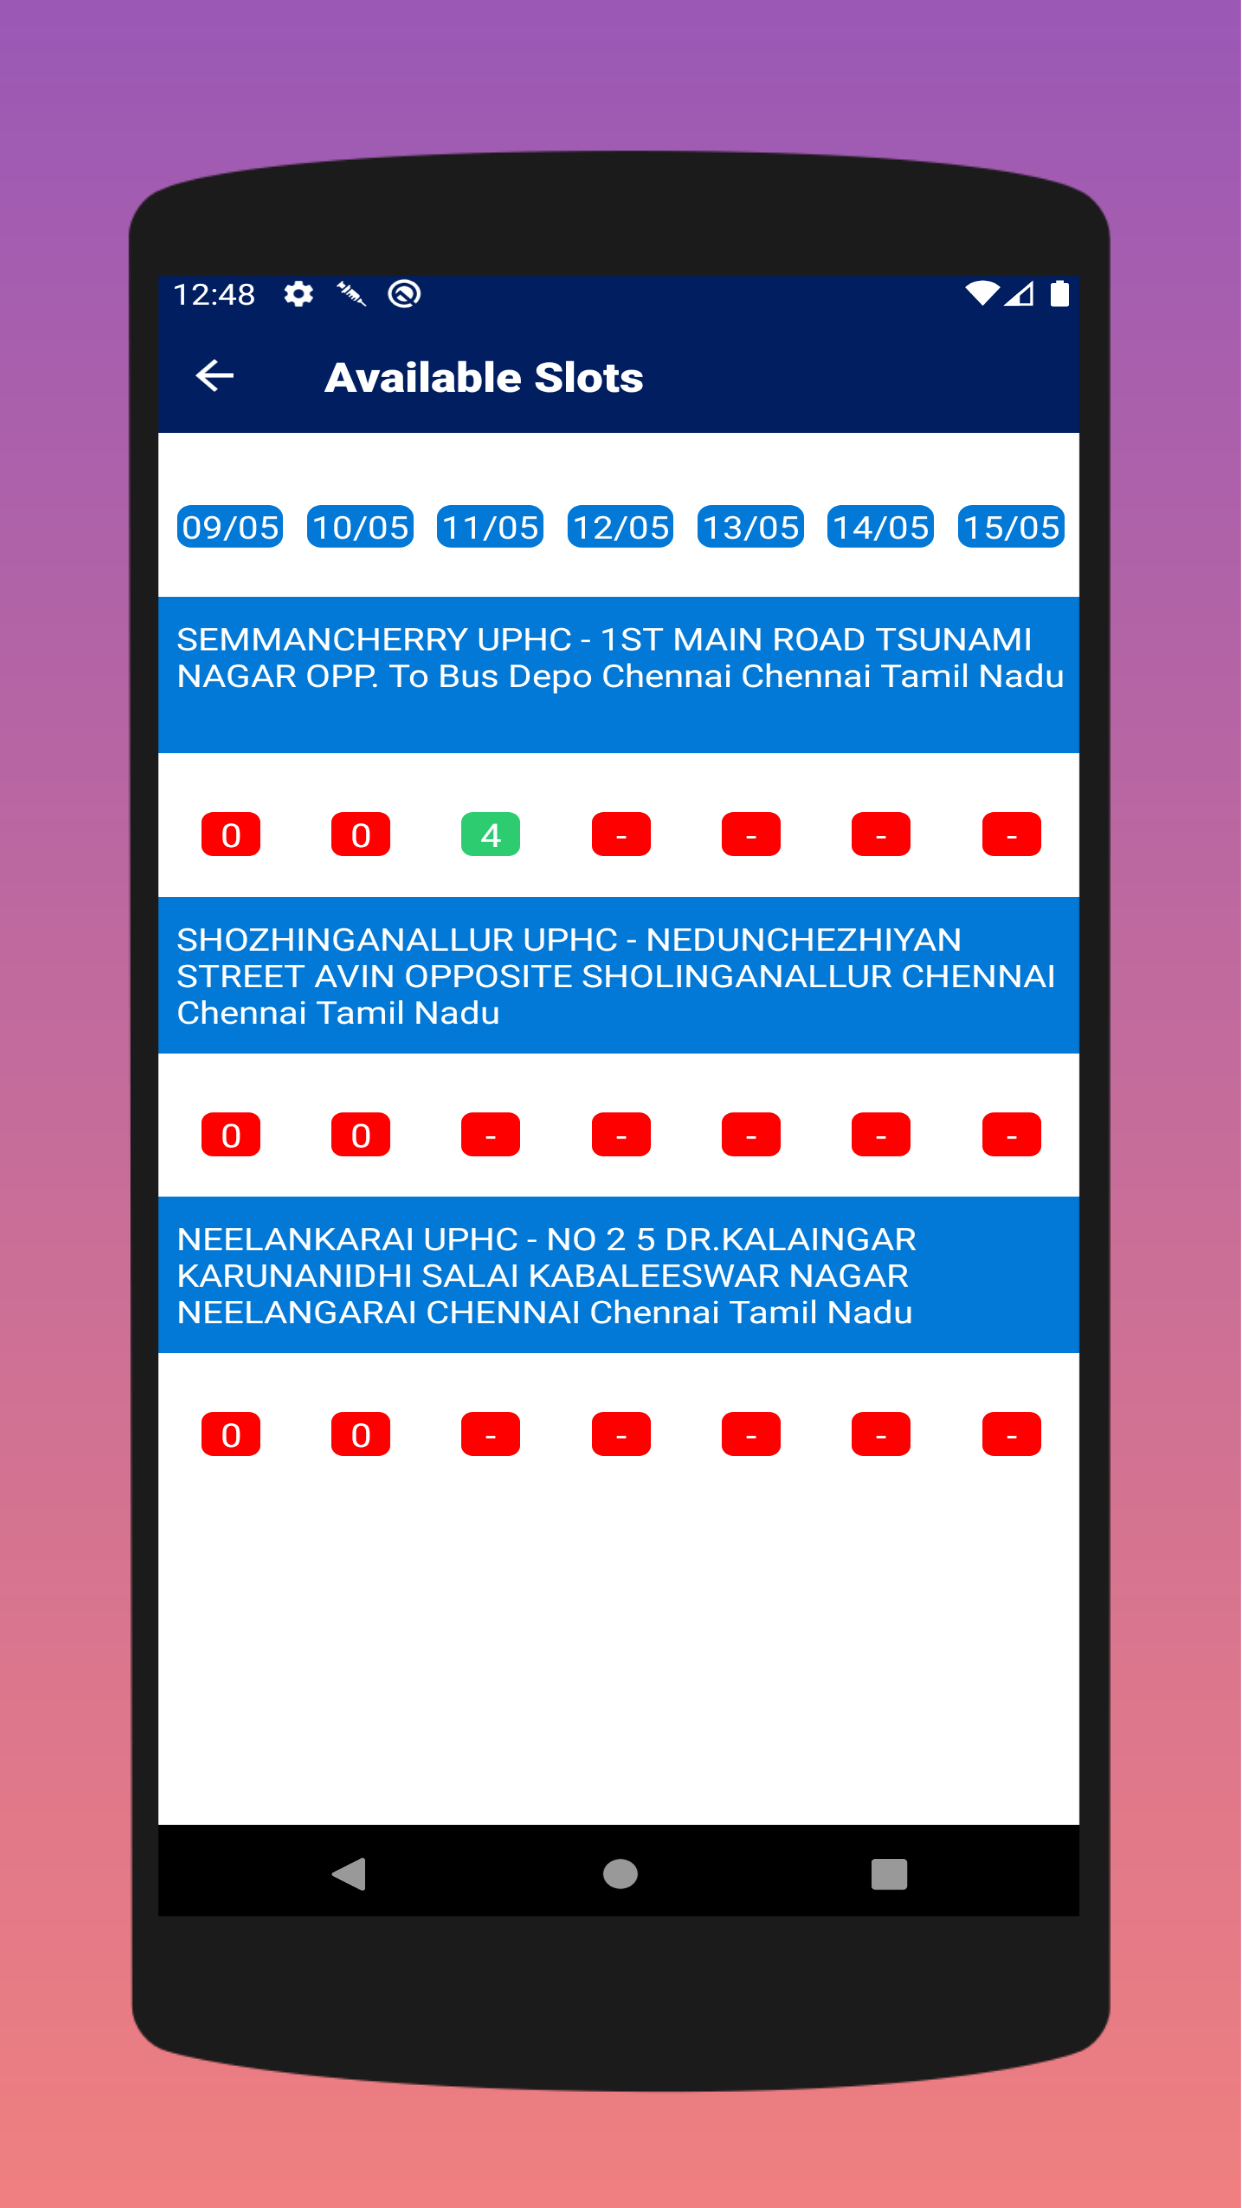 12:48
Available Slots
09/05 10/05 11/05 12/05 13/05 14/05 15/05
SEMMANCHERRY UPHC - 1ST MAIN ROAD TSUNAMI
NAGAR OPP. To Bus Depo Chennai Chennai Tamil Nadu
0 0 4 - - - -
SHOZHINGANALLUR UPHC - NEDUNCHEZHIYAN
STREET AVIN OPPOSITE SHOLINGANALLUR CHENNAI
Chennai Tamil Nadu
0 0 - - - - -
NEELANKARAI UPHC - NO 2 5 DR.KALAINGAR
KARUNANIDHI SALAI KABALEESWAR NAGAR
NEELANGARAI CHENNAI Chennai Tamil Nadu
0 0 - - - - -